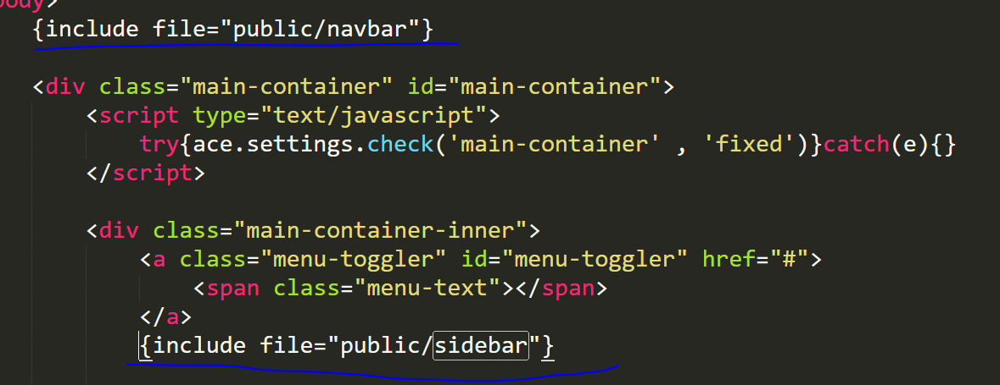 body>
{include file="public/navbar"}
<div class="main-container" id="main-container">
<script type="text/javascript">
try{ace.settings.check('main-container' , 'fixed')}catch(e){}
</script>
<div class="main-container-inner">
<a class="menu-toggler" id="menu-toggler" href="#">
<span class="menu-text"></span>
</a>
{include file="public/sidebar"}